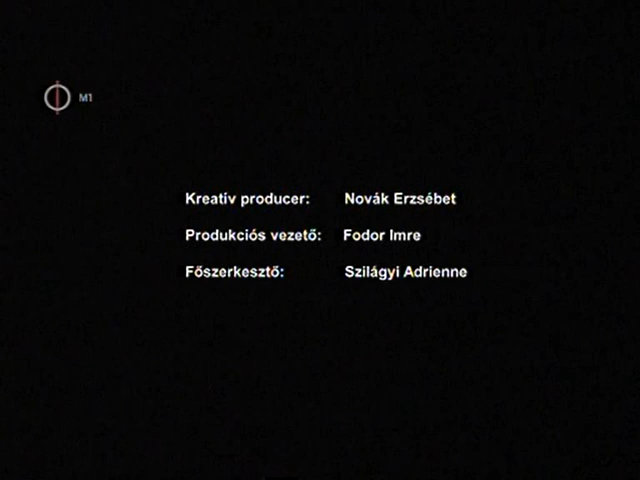 M1
Kreatív producer: Novák Erzsébet
Produkciós vezető: Fodor Imre
Főszerkesztő: Szilágyi Adrienne